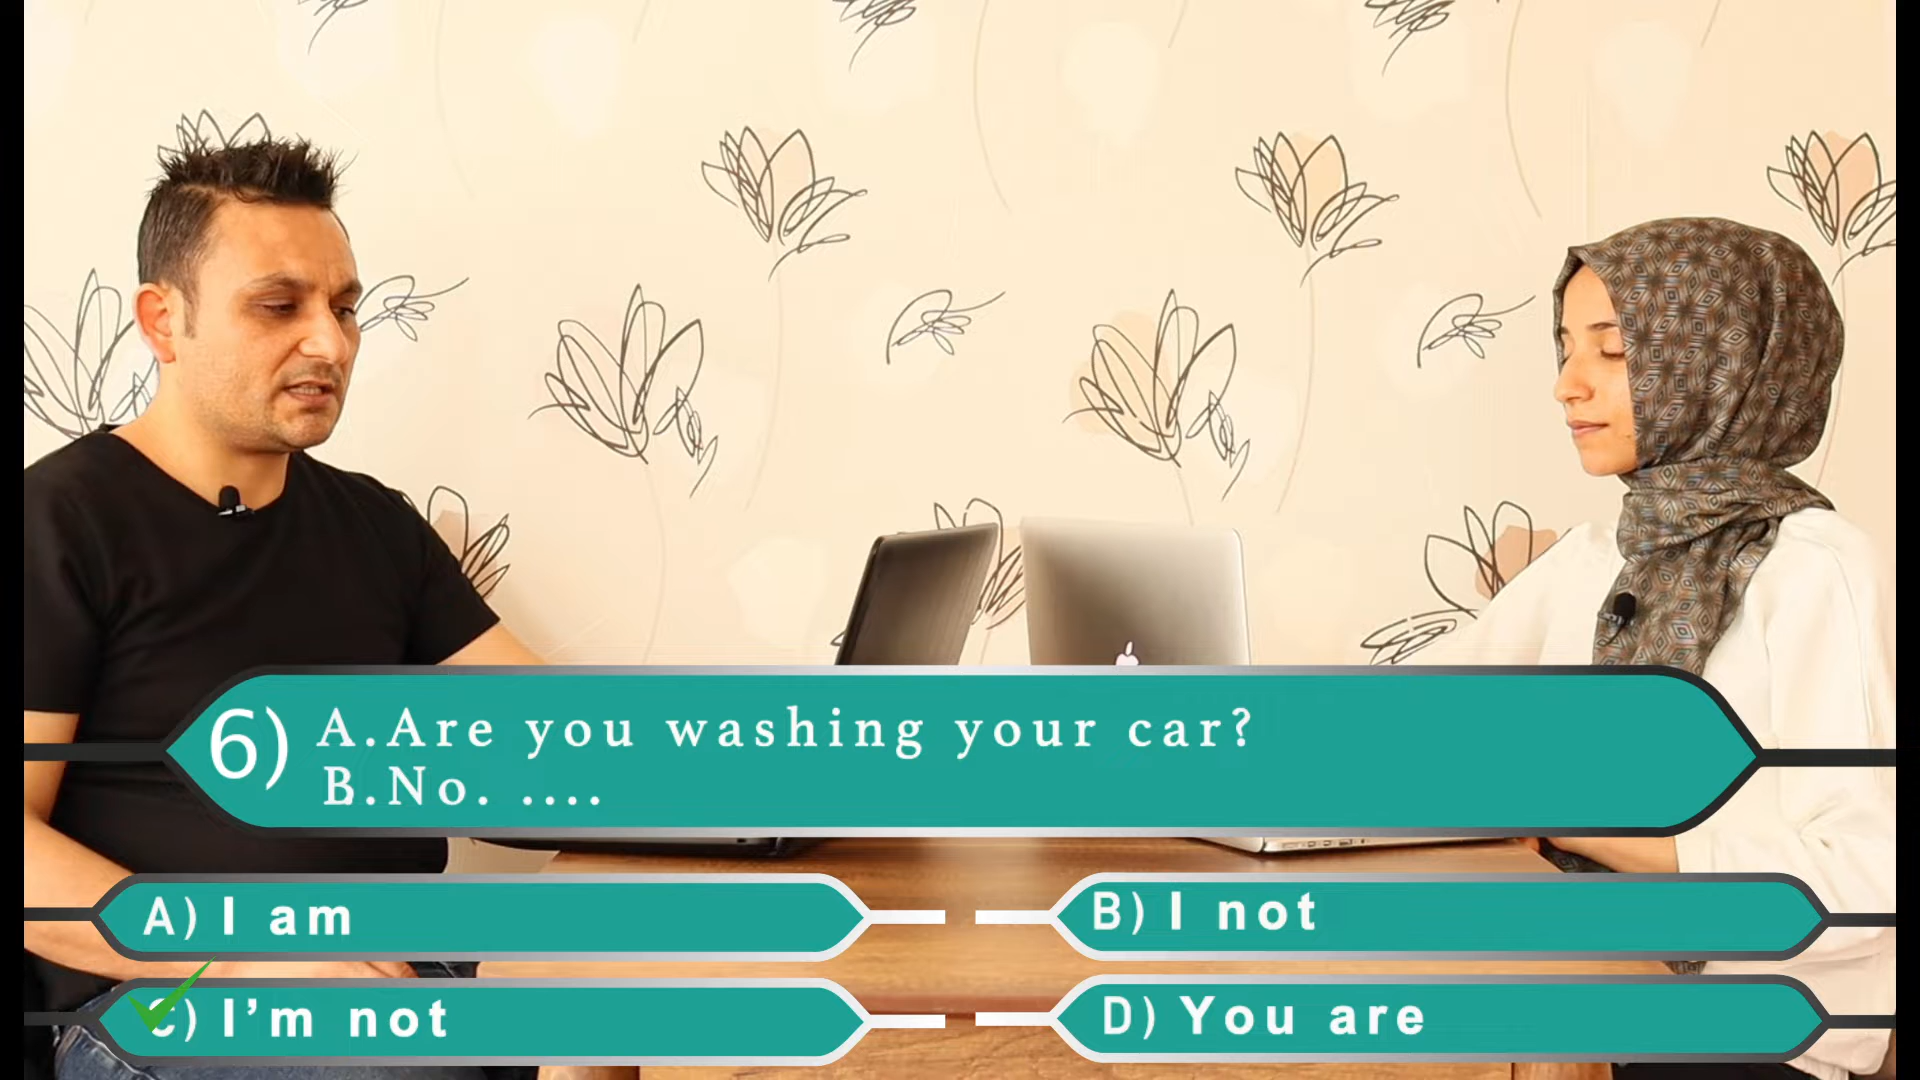 6) A.Are you washing your car?
B.No. ....
A) I am
B) I not
C) I'm not
D) You are